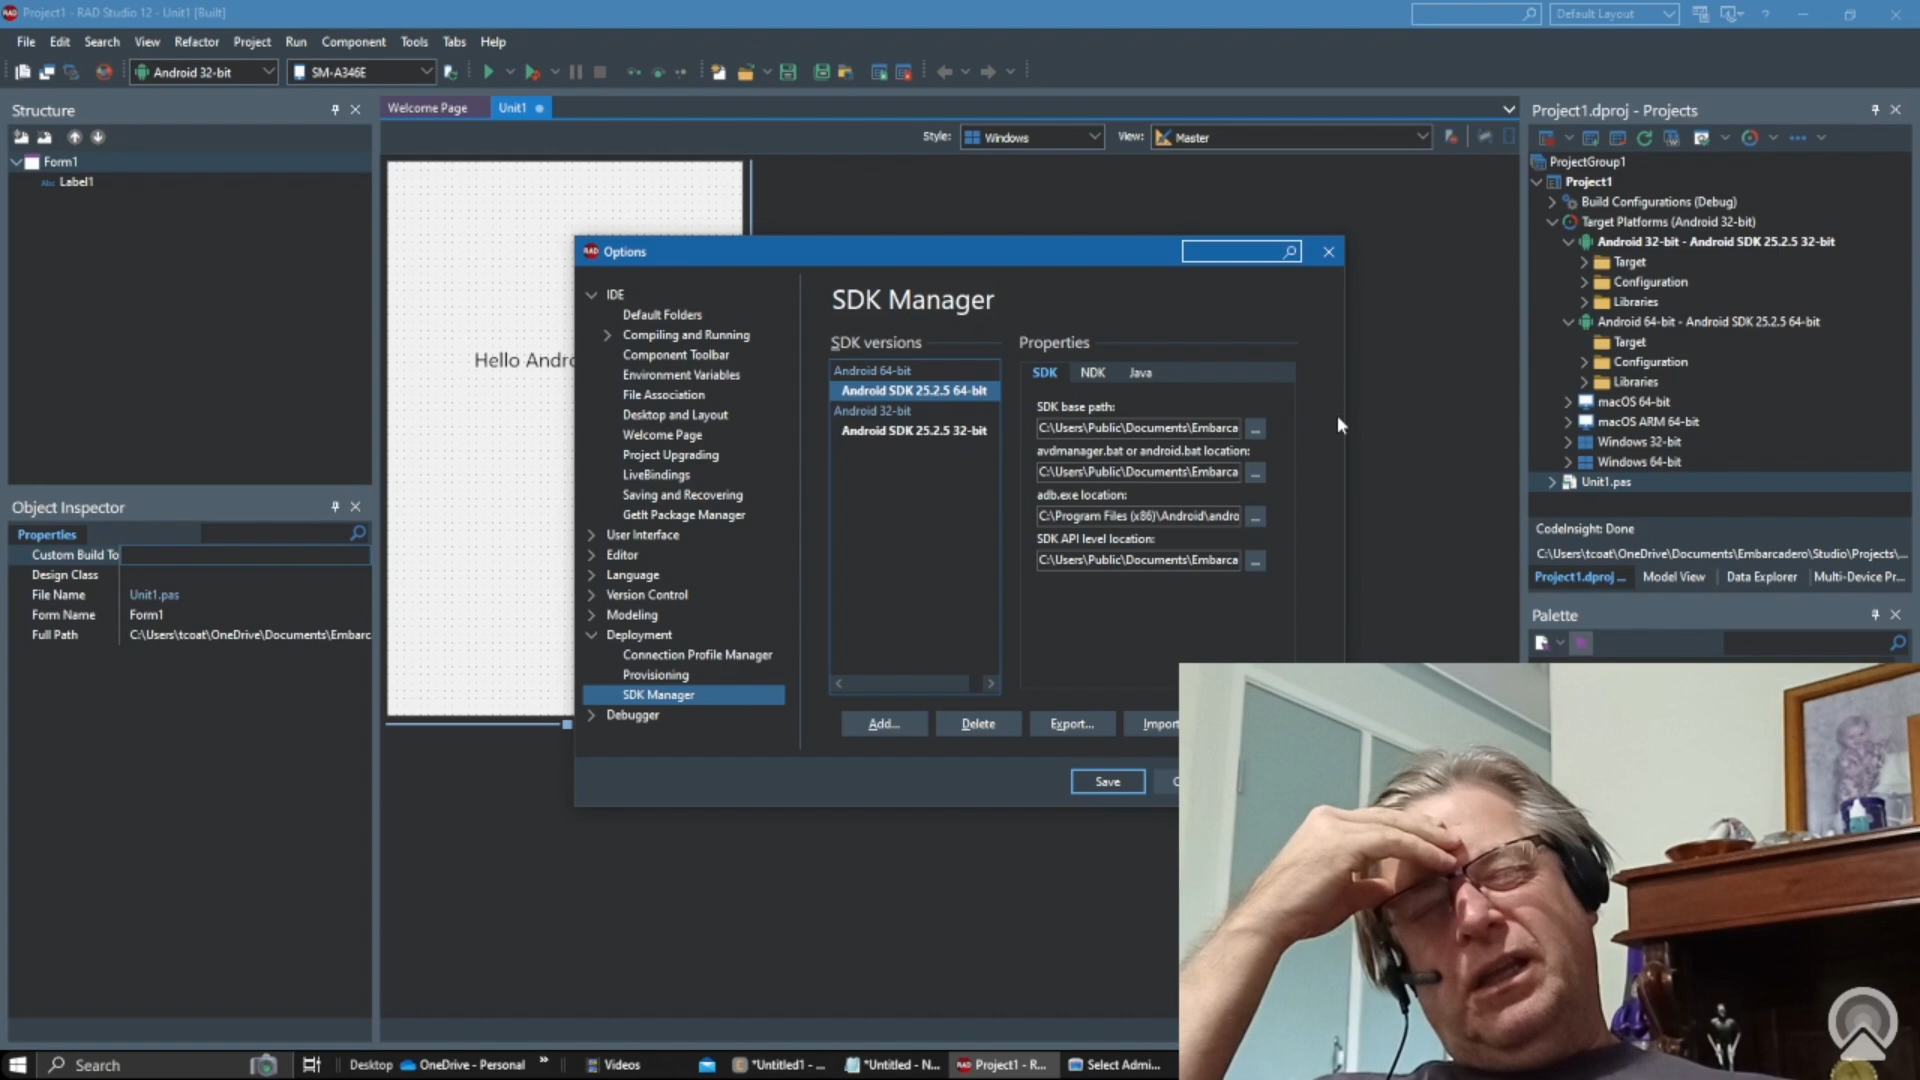 Project1 - RAD Studio 12 - Unit1 [Built]
Default Layout
File Edit Search View Refactor Project Run Component Tools Tabs Help
Android 32-bit
SM-A346E
Structure
Form1
Label1
Object Inspector
Properties
Custom Build To
Design Class
File Name Unit1.pas
Form Name Form1
Full Path C:\Users\tcoat\OneDrive\Documents\Embarc
Welcome Page Unit1
Style: Windows View: Master
Hello Andro
RAD Options
IDE
Default Folders
Compiling and Running
Component Toolbar
Environment Variables
File Association
Desktop and Layout
Welcome Page
Project Upgrading
LiveBindings
Saving and Recovering
GetIt Package Manager
User Interface
Editor
Language
Version Control
Modeling
Deployment
Connection Profile Manager
Provisioning
SDK Manager
Debugger
SDK Manager
SDK versions
Android 64-bit
Android SDK 25.2.5 64-bit
Android 32-bit
Android SDK 25.2.5 32-bit
Properties
SDK NDK Java
SDK base path:
C:\Users\Public\Documents\Embarca ...
avdmanager.bat or android.bat location:
C:\Users\Public\Documents\Embarca ...
adb.exe location:
C:\Program Files (x86)\Android\andro ...
SDK API level location:
C:\Users\Public\Documents\Embarca ...
Add... Delete Export... Import
Save C
Project1.dproj - Projects
ProjectGroup1
Project1
Build Configurations (Debug)
Target Platforms (Android 32-bit)
Android 32-bit - Android SDK 25.2.5 32-bit
Target
Configuration
Libraries
Android 64-bit - Android SDK 25.2.5 64-bit
Target
Configuration
Libraries
macOS 64-bit
macOS ARM 64-bit
Windows 32-bit
Windows 64-bit
Unit1.pas
CodeInsight: Done
C:\Users\tcoat\OneDrive\Documents\Embarcadero\Studio\Projects\...
Project1.dproj ... Model View Data Explorer Multi-Device Pr...
Palette
Search Desktop OneDrive - Personal » Videos *Untitled1 - ... *Untitled - N... Project1 - R... Select Admi...